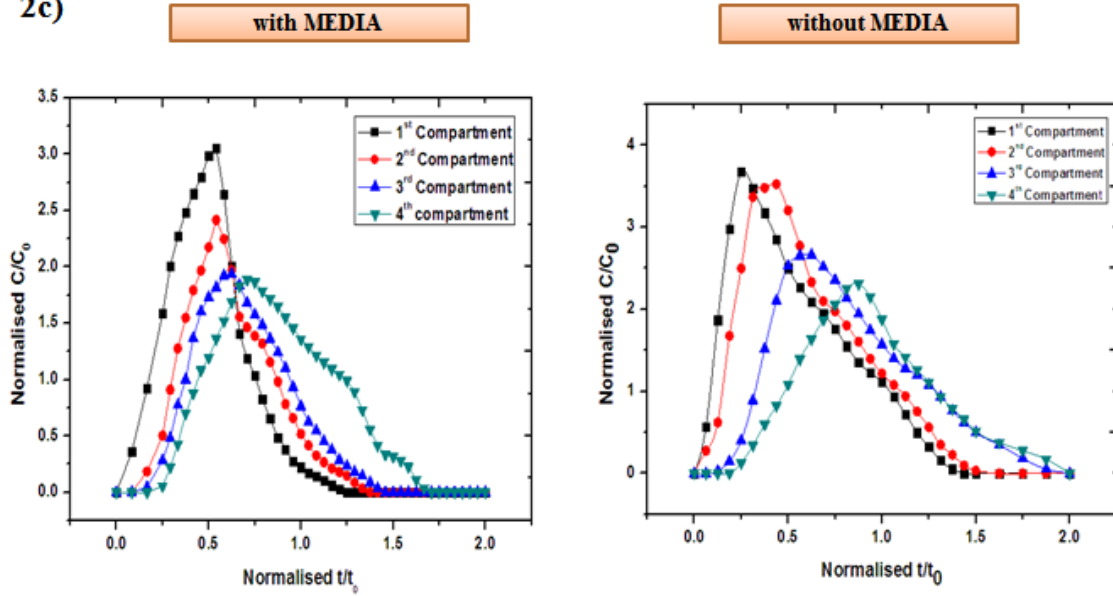 2c)
with MEDIA
without MEDIA
3.5
3.0
2.5
2.0
1.5
1.0
0.5
0.0
Normalised C/C0
1st Compartment
2nd Compartment
3rd Compartment
4th compartment
0.0 0.5 1.0 1.5 2.0
Normalised t/t0
4
3
2
1
0
Normalised C/C0
1st Compartment
2nd Compartment
3rd Compartment
4th Compartment
0.0 0.5 1.0 1.5 2.0
Normalised t/t0